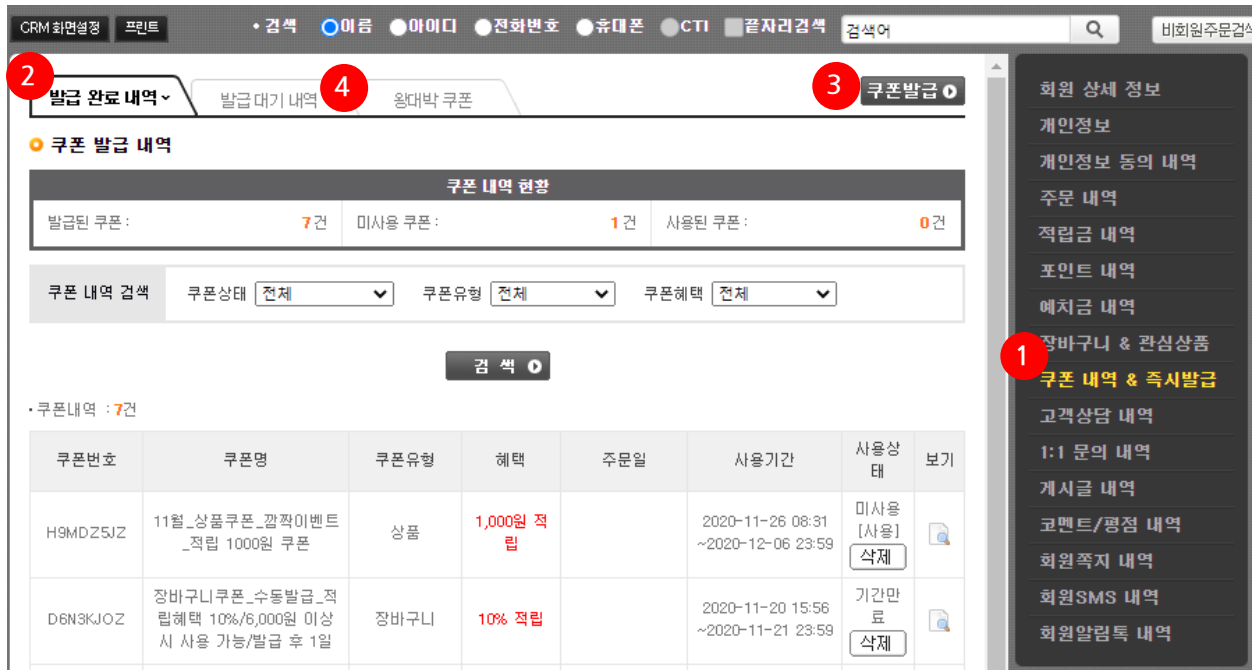 CRM 화면설정 프린트 • 검색 이름 아이디 전화번호 휴대폰 CTI 끝자리검색 검색어 비회원주문검색
2 발급 완료 내역 발급대기 내역 4 왕대박 쿠폰 3 쿠폰발급
쿠폰 발급 내역
쿠폰 내역 현황
발급된 쿠폰 : 7건 미사용 쿠폰 : 1건 사용된 쿠폰 : 0건
쿠폰 내역 검색 쿠폰상태 전체 쿠폰유형 전체 쿠폰혜택 전체
검 색
• 쿠폰내역 : 7건
쿠폰번호 쿠폰명 쿠폰유형 혜택 주문일 사용기간 사용상
태 보기
H9MDZ5JZ
11월_상품쿠폰_깜짝이벤트
_적립 1000원 쿠폰
상품
1,000원 적
립
2020-11-26 08:31
~2020-12-06 23:59
미사용
[사용]
삭제
D6N3KJOZ
장바구니쿠폰_수동발급_적
립혜택 10%/6,000원 이상
시 사용 가능/발급 후 1일
장바구니
10% 적립
2020-11-20 15:56
~2020-11-21 23:59
기간만
료
삭제
회원 상세 정보
개인정보
개인정보 동의 내역
주문 내역
적립금 내역
포인트 내역
예치금 내역
장바구니 & 관심상품
1
쿠폰 내역 & 즉시발급
고객상담 내역
1:1 문의 내역
게시글 내역
코멘트/평점 내역
회원쪽지 내역
회원SMS 내역
회원알림톡 내역